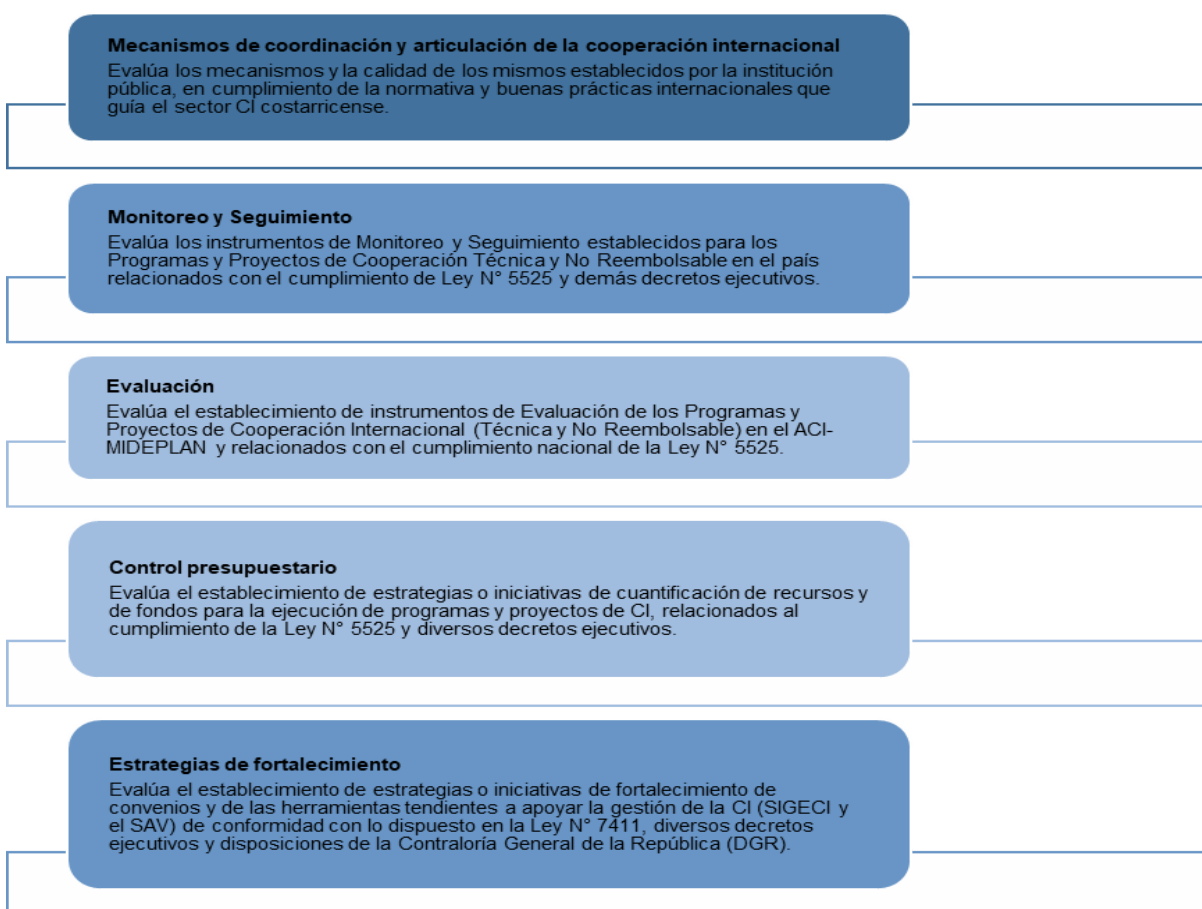 Mecanismos de coordinación y articulación de la cooperación internacional
Evalúa los mecanismos y la calidad de los mismos establecidos por la institución
pública, en cumplimiento de la normativa y buenas prácticas internacionales que
guía el sector CI costarricense.
Monitoreo y Seguimiento
Evalúa los instrumentos de Monitoreo y Seguimiento establecidos para los
Programas y Proyectos de Cooperación Técnica y No Reembolsable en el país
relacionados con el cumplimiento de Ley N° 5525 y demás decretos ejecutivos.
Evaluación
Evalúa el establecimiento de instrumentos de Evaluación de los Programas y
Proyectos de Cooperación Internacional (Técnica y No Reembolsable) en el ACI-
MIDEPLAN y relacionados con el cumplimiento nacional de la Ley N° 5525.
Control presupuestario
Evalúa el establecimiento de estrategias o iniciativas de cuantificación de recursos y
de fondos para la ejecución de programas y proyectos de CI, relacionados al
cumplimiento de la Ley N° 5525 y diversos decretos ejecutivos.
Estrategias de fortalecimiento
Evalúa el establecimiento de estrategias o iniciativas de fortalecimiento de
convenios y de las herramientas tendientes a apoyar la gestión de la CI (SIGECI y
el SAV) de conformidad con lo dispuesto en la Ley N° 7411, diversos decretos
ejecutivos y disposiciones de la Contraloría General de la República (DGR).